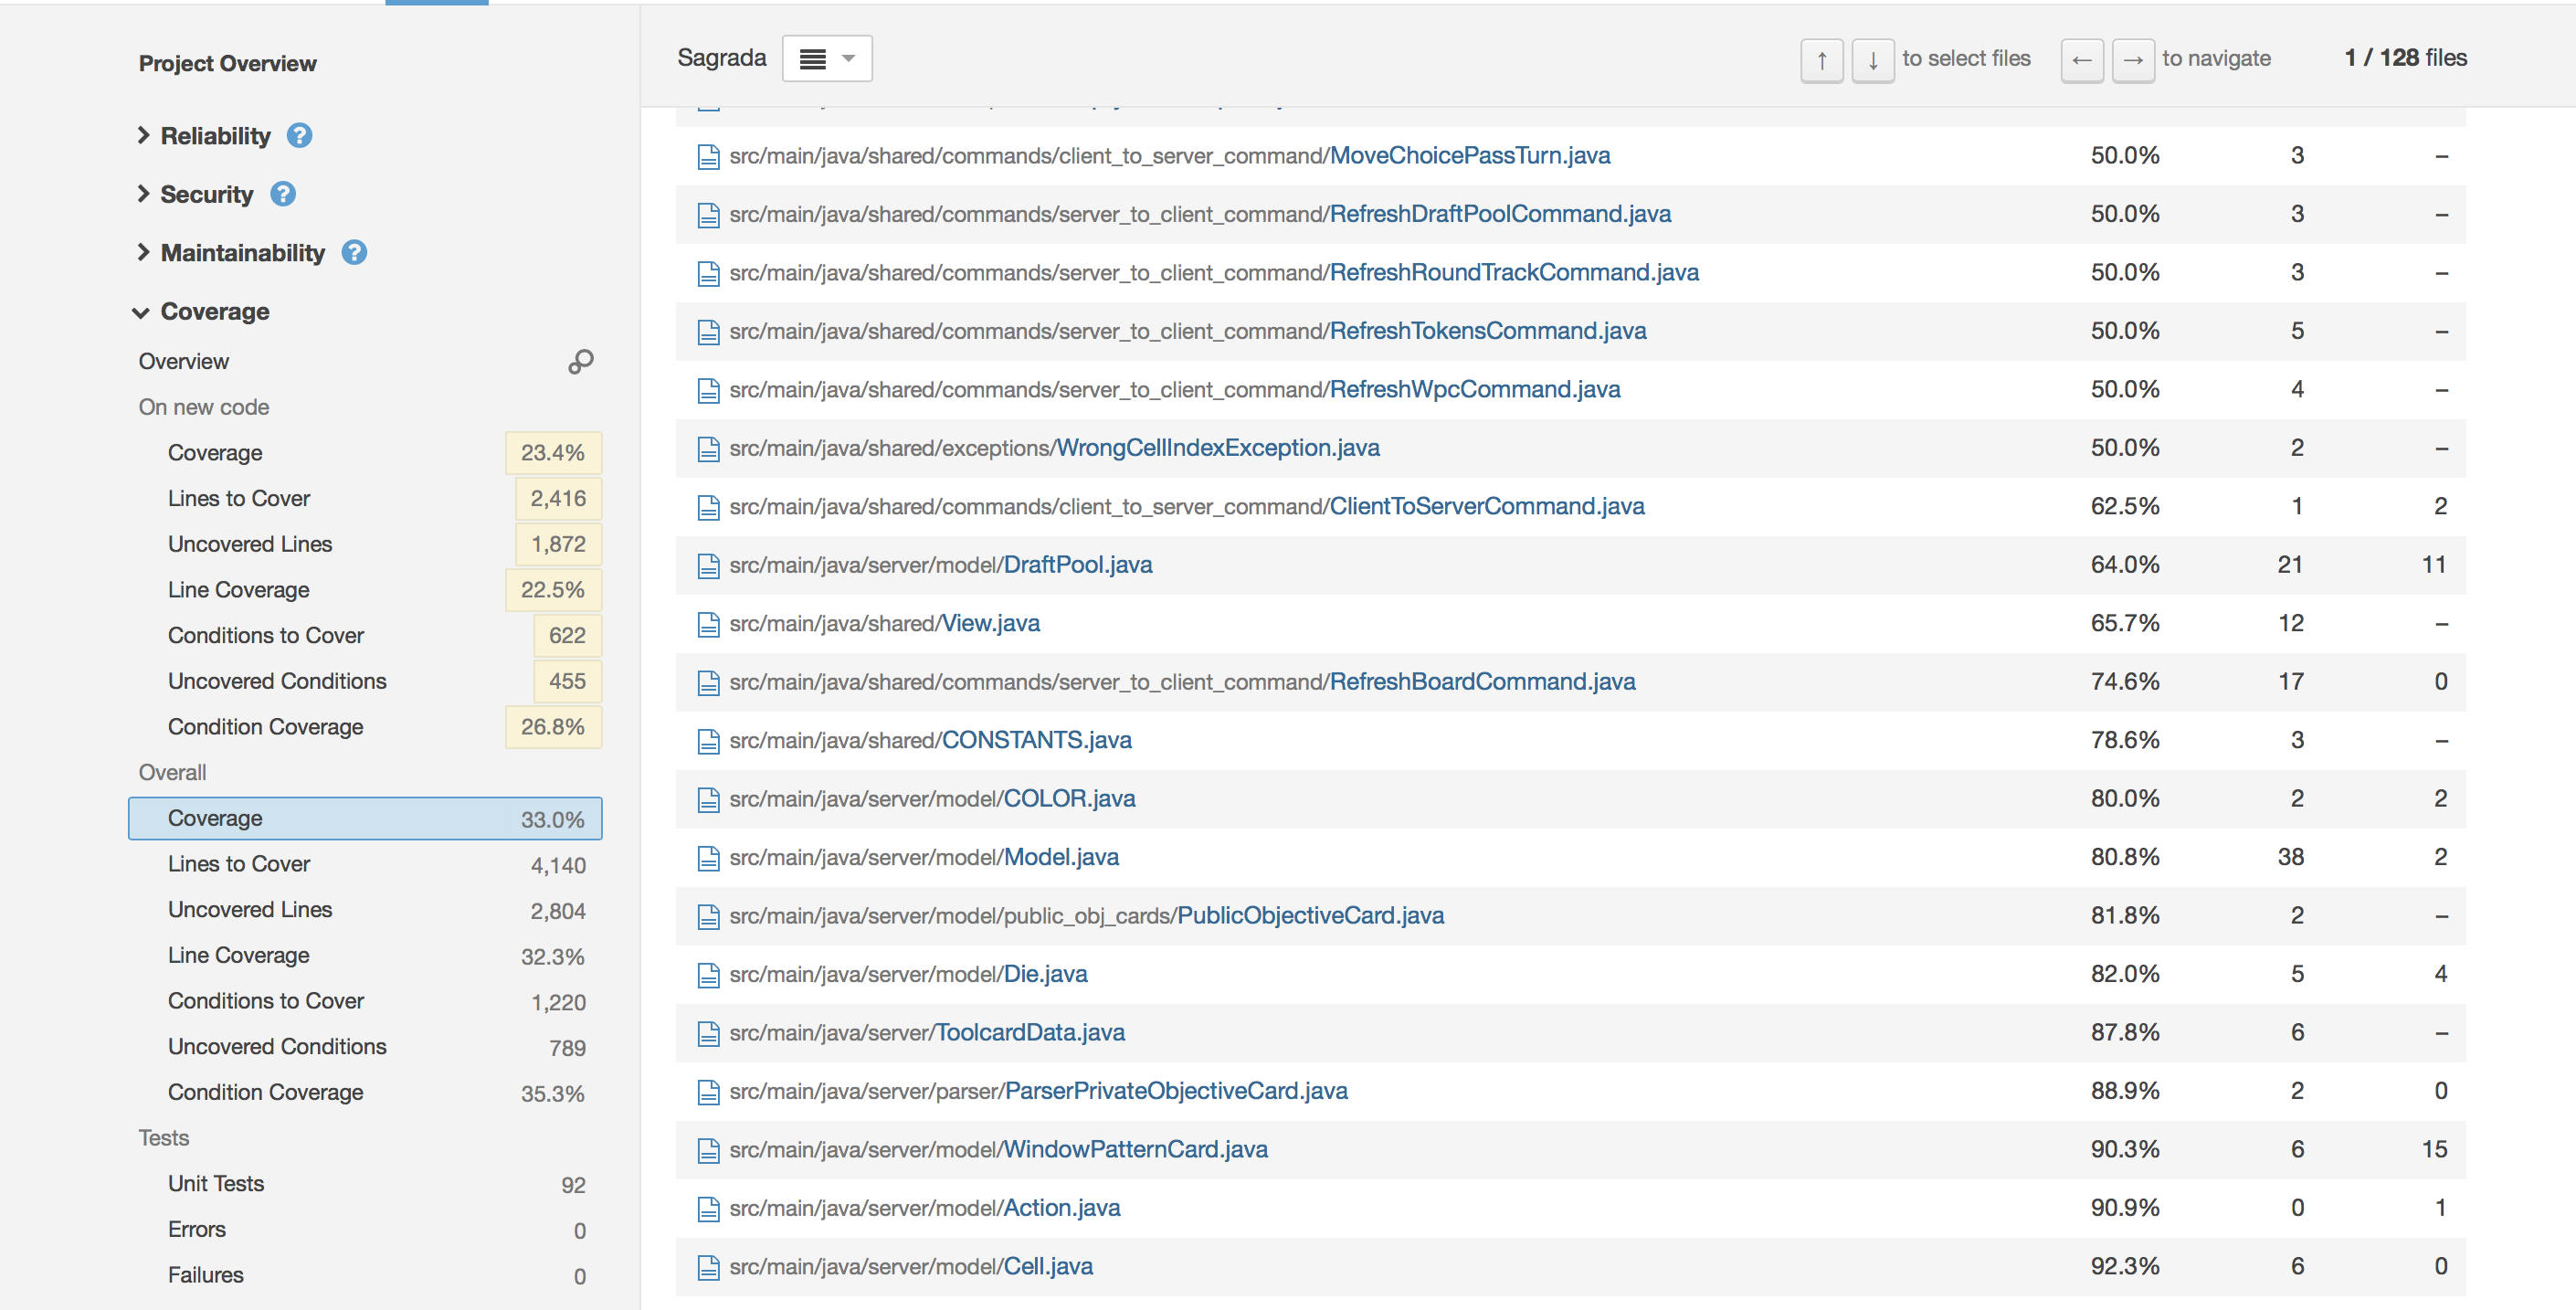 Project Overview
Reliability ?
Security ?
Maintainability ?
Coverage
Overview
On new code
Coverage 23.4%
Lines to Cover 2,416
Uncovered Lines 1,872
Line Coverage 22.5%
Conditions to Cover 622
Uncovered Conditions 455
Condition Coverage 26.8%
Overall
Coverage 33.0%
Lines to Cover 4,140
Uncovered Lines 2,804
Line Coverage 32.3%
Conditions to Cover 1,220
Uncovered Conditions 789
Condition Coverage 35.3%
Tests
Unit Tests 92
Errors 0
Failures 0
Sagrada ↑ ↓ to select files ← → to navigate 1 / 128 files
src/main/java/shared/commands/client_to_server_command/MoveChoicePassTurn.java 50.0% 3 –
src/main/java/shared/commands/server_to_client_command/RefreshDraftPoolCommand.java 50.0% 3 –
src/main/java/shared/commands/server_to_client_command/RefreshRoundTrackCommand.java 50.0% 3 –
src/main/java/shared/commands/server_to_client_command/RefreshTokensCommand.java 50.0% 5 –
src/main/java/shared/commands/server_to_client_command/RefreshWpcCommand.java 50.0% 4 –
src/main/java/shared/exceptions/WrongCellIndexException.java 50.0% 2 –
src/main/java/shared/commands/client_to_server_command/ClientToServerCommand.java 62.5% 1 2
src/main/java/server/model/DraftPool.java 64.0% 21 11
src/main/java/shared/View.java 65.7% 12 –
src/main/java/shared/commands/server_to_client_command/RefreshBoardCommand.java 74.6% 17 0
src/main/java/shared/CONSTANTS.java 78.6% 3 –
src/main/java/server/model/COLOR.java 80.0% 2 2
src/main/java/server/model/Model.java 80.8% 38 2
src/main/java/server/model/public_obj_cards/PublicObjectiveCard.java 81.8% 2 –
src/main/java/server/model/Die.java 82.0% 5 4
src/main/java/server/ToolcardData.java 87.8% 6 –
src/main/java/server/parser/ParserPrivateObjectiveCard.java 88.9% 2 0
src/main/java/server/model/WindowPatternCard.java 90.3% 6 15
src/main/java/server/model/Action.java 90.9% 0 1
src/main/java/server/model/Cell.java 92.3% 6 0